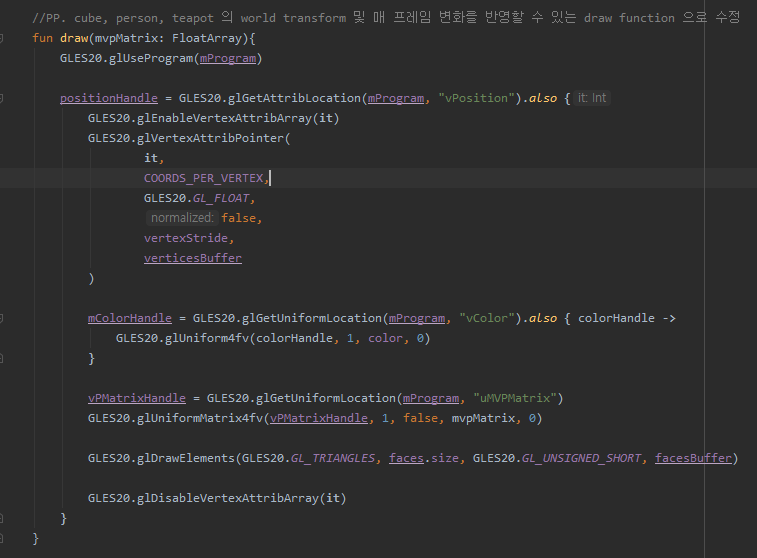 //PP. cube, person, teapot 의 world transform 및 매 프레임 변화를 반영할 수 있는 draw function 으로 수정
fun draw(mvpMatrix: FloatArray){
GLES20.glUseProgram(mProgram)
positionHandle = GLES20.glGetAttribLocation(mProgram, "vPosition").also { it: Int
GLES20.glEnableVertexAttribArray(it)
GLES20.glVertexAttribPointer(
it,
COORDS_PER_VERTEX,
GLES20.GL_FLOAT,
normalized: false,
vertexStride,
verticesBuffer
)
mColorHandle = GLES20.glGetUniformLocation(mProgram, "vColor").also { colorHandle ->
GLES20.glUniform4fv(colorHandle, 1, color, 0)
}
vPMatrixHandle = GLES20.glGetUniformLocation(mProgram, "uMVPMatrix")
GLES20.glUniformMatrix4fv(vPMatrixHandle, 1, false, mvpMatrix, 0)
GLES20.glDrawElements(GLES20.GL_TRIANGLES, faces.size, GLES20.GL_UNSIGNED_SHORT, facesBuffer)
GLES20.glDisableVertexAttribArray(it)
}
}